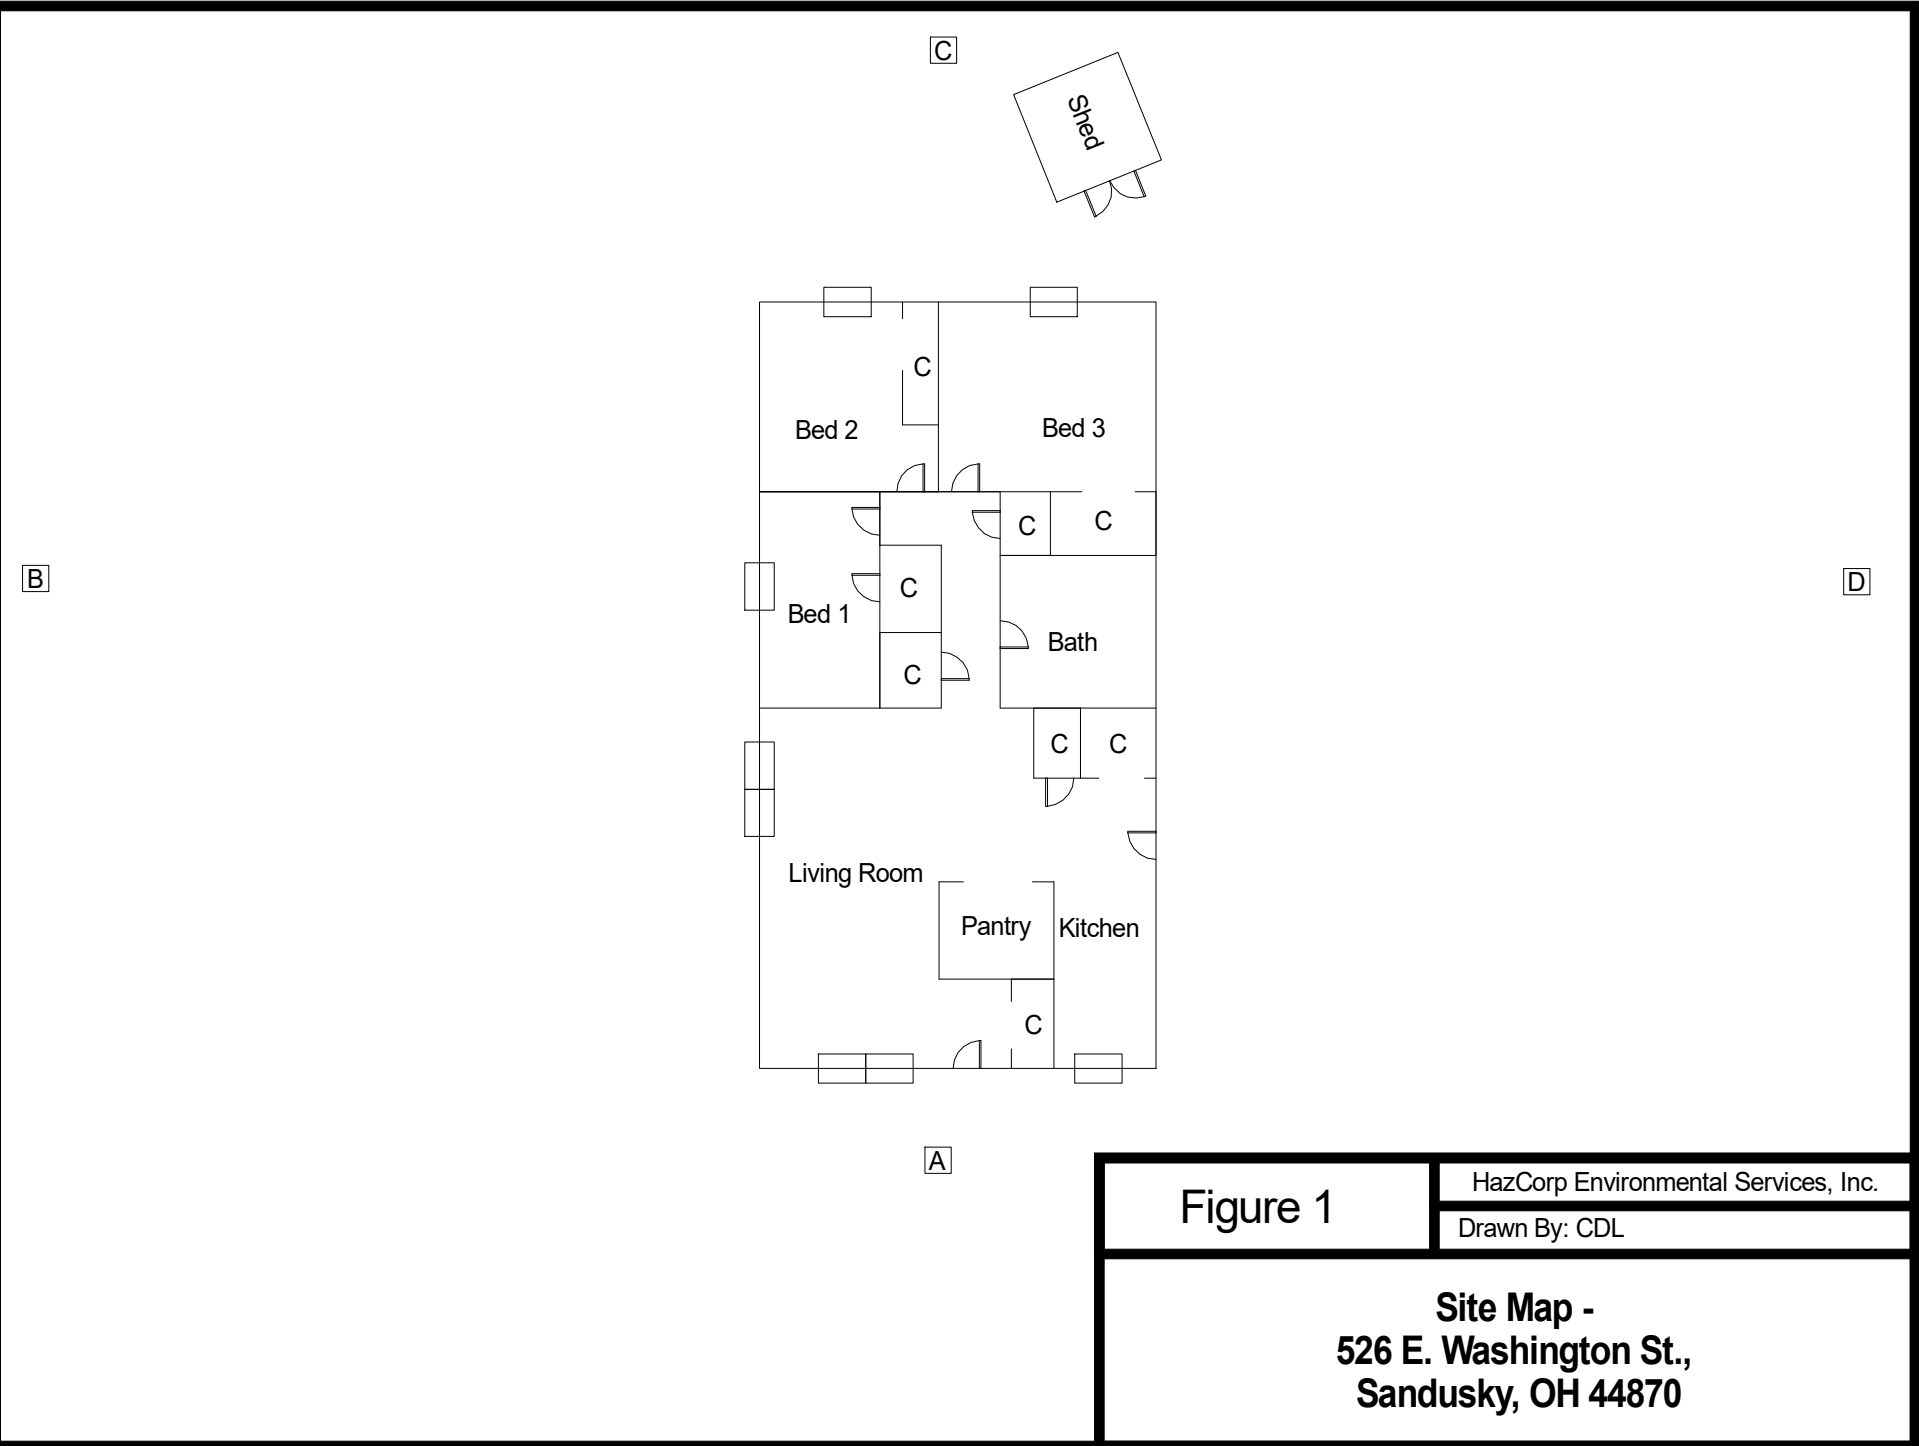 C
Shed
C
Bed 2
Bed 3
C
C
B
D
C
Bed 1
Bath
C
C
C
Living Room
Pantry
Kitchen
C
A
Figure 1
HazCorp Environmental Services, Inc.
Drawn By: CDL
Site Map -
526 E. Washington St.,
Sandusky, OH 44870